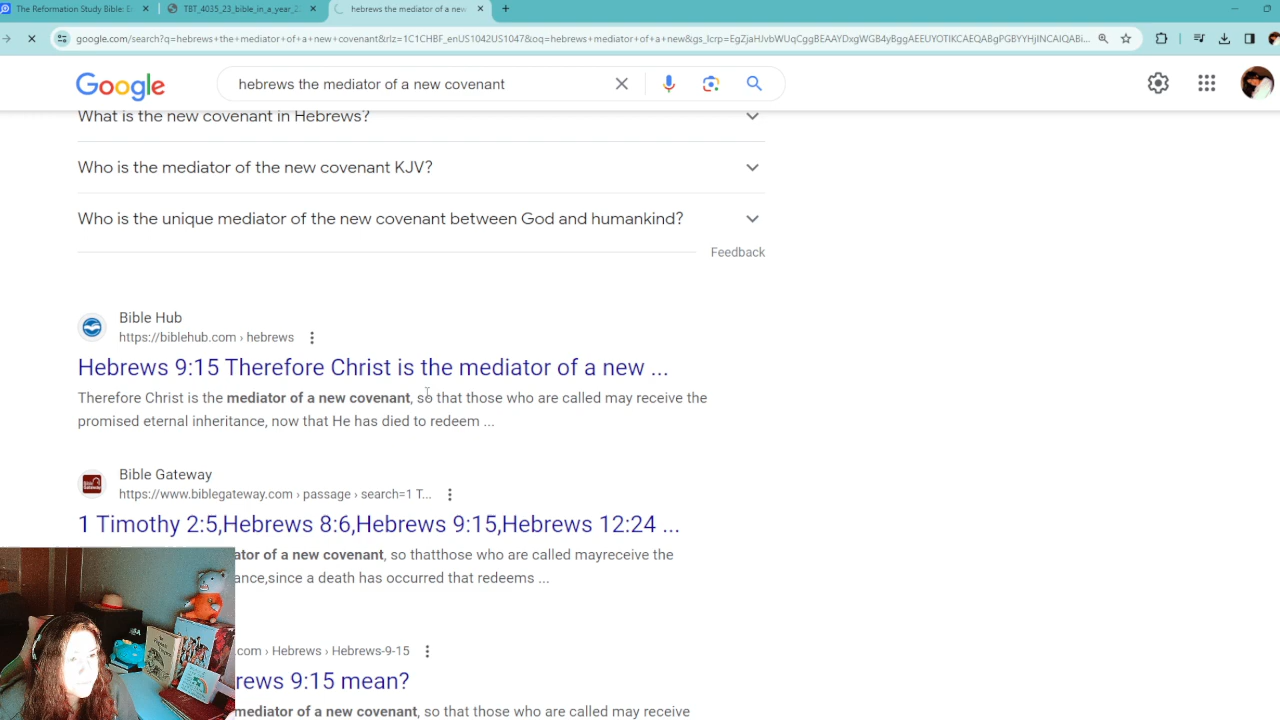 The Reformation Study Bible: E
TBT_4035_23_bible_in_a_year_2
hebrews the mediator of a new
google.com/search?q=hebrews+the+mediator+of+a+new+covenant&rlz=1C1CHBF_enUS1042US1047&oq=hebrews+mediator+of+a+new&gs_lcrp=
Google
hebrews the mediator of a new covenant
What is the new covenant in Hebrews?
Who is the mediator of the new covenant KJV?
Who is the unique mediator of the new covenant between God and humankind?
Feedback
Bible Hub
https://biblehub.com › hebrews
Hebrews 9:15 Therefore Christ is the mediator of a new ...
Therefore Christ is the mediator of a new covenant, so that those who are called may receive the
promised eternal inheritance, now that He has died to redeem ...
Bible Gateway
https://www.biblegateway.com › passage › search=1 T...
1 Timothy 2:5,Hebrews 8:6,Hebrews 9:15,Hebrews 12:24 ...
ator of a new covenant, so thatthose who are called mayreceive the
ance,since a death has occurred that redeems ...
.com › Hebrews › Hebrews-9-15
rews 9:15 mean?
mediator of a new covenant, so that those who are called may receive